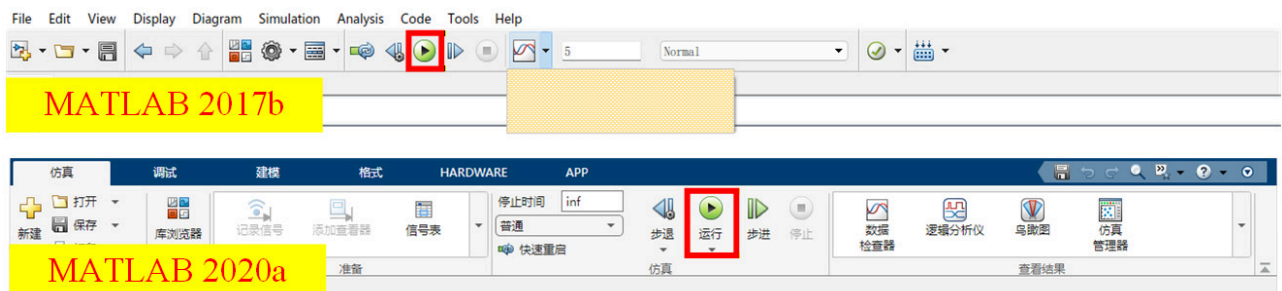 File Edit View Display Diagram Simulation Analysis Code Tools Help
5 Normal
MATLAB 2017b
仿真 调试 建模 格式 HARDWARE APP
打开 停止时间 inf
新建 保存 库浏览器 记录信号 添加查看器 信号表 普通 步退 运行 步进 停止 数据检查器 逻辑分析仪 鸟瞰图 仿真管理器
快速重启
MATLAB 2020a 准备 仿真 查看结果